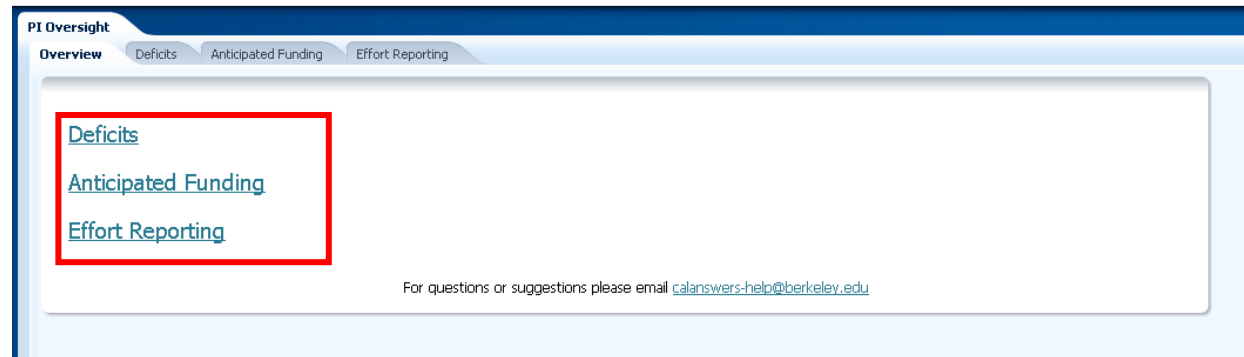 PI Oversight
Overview Deficits Anticipated Funding Effort Reporting
Deficits
Anticipated Funding
Effort Reporting
For questions or suggestions please email calanswers-help@berkeley.edu